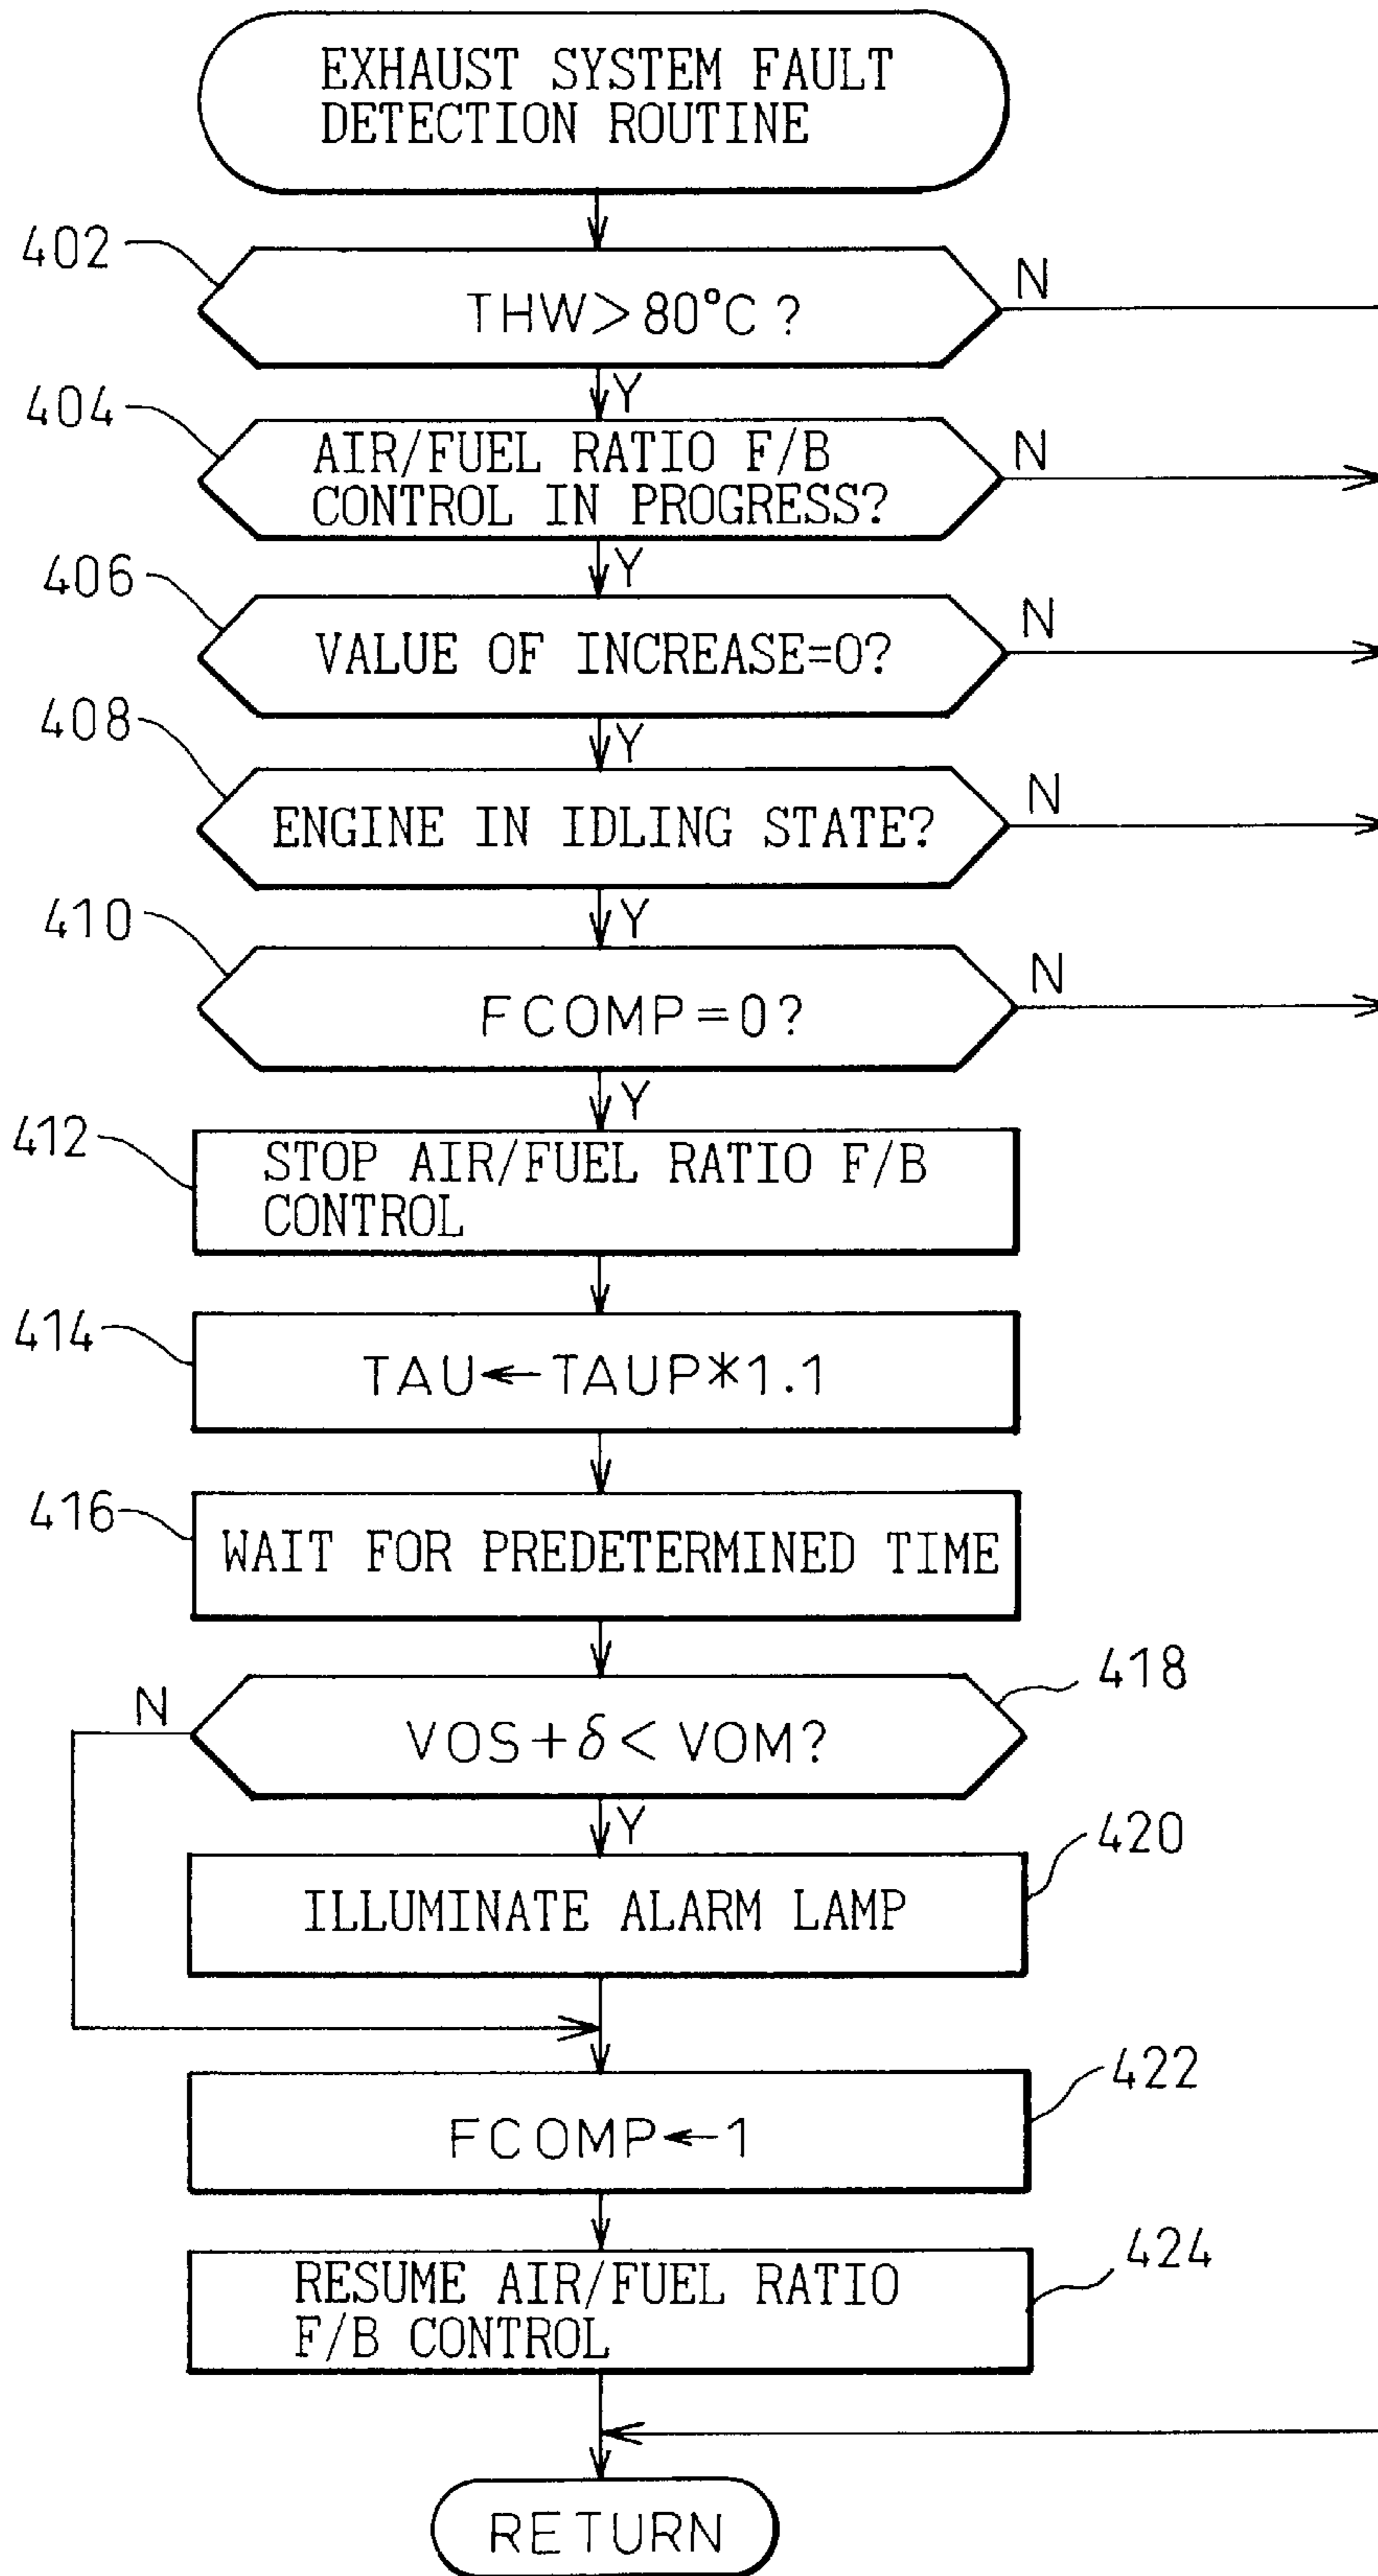 EXHAUST SYSTEM FAULT
DETECTION ROUTINE
402
THW>80°C?
N
Y
404
AIR/FUEL RATIO F/B
CONTROL IN PROGRESS?
N
Y
406
VALUE OF INCREASE=0?
N
Y
408
ENGINE IN IDLING STATE?
N
Y
410
FCOMP=0?
N
Y
412
STOP AIR/FUEL RATIO F/B
CONTROL
414
TAU←TAUP*1.1
416
WAIT FOR PREDETERMINED TIME
418
N
VOS+δ<VOM?
Y
420
ILLUMINATE ALARM LAMP
422
FCOMP←1
424
RESUME AIR/FUEL RATIO
F/B CONTROL
RETURN